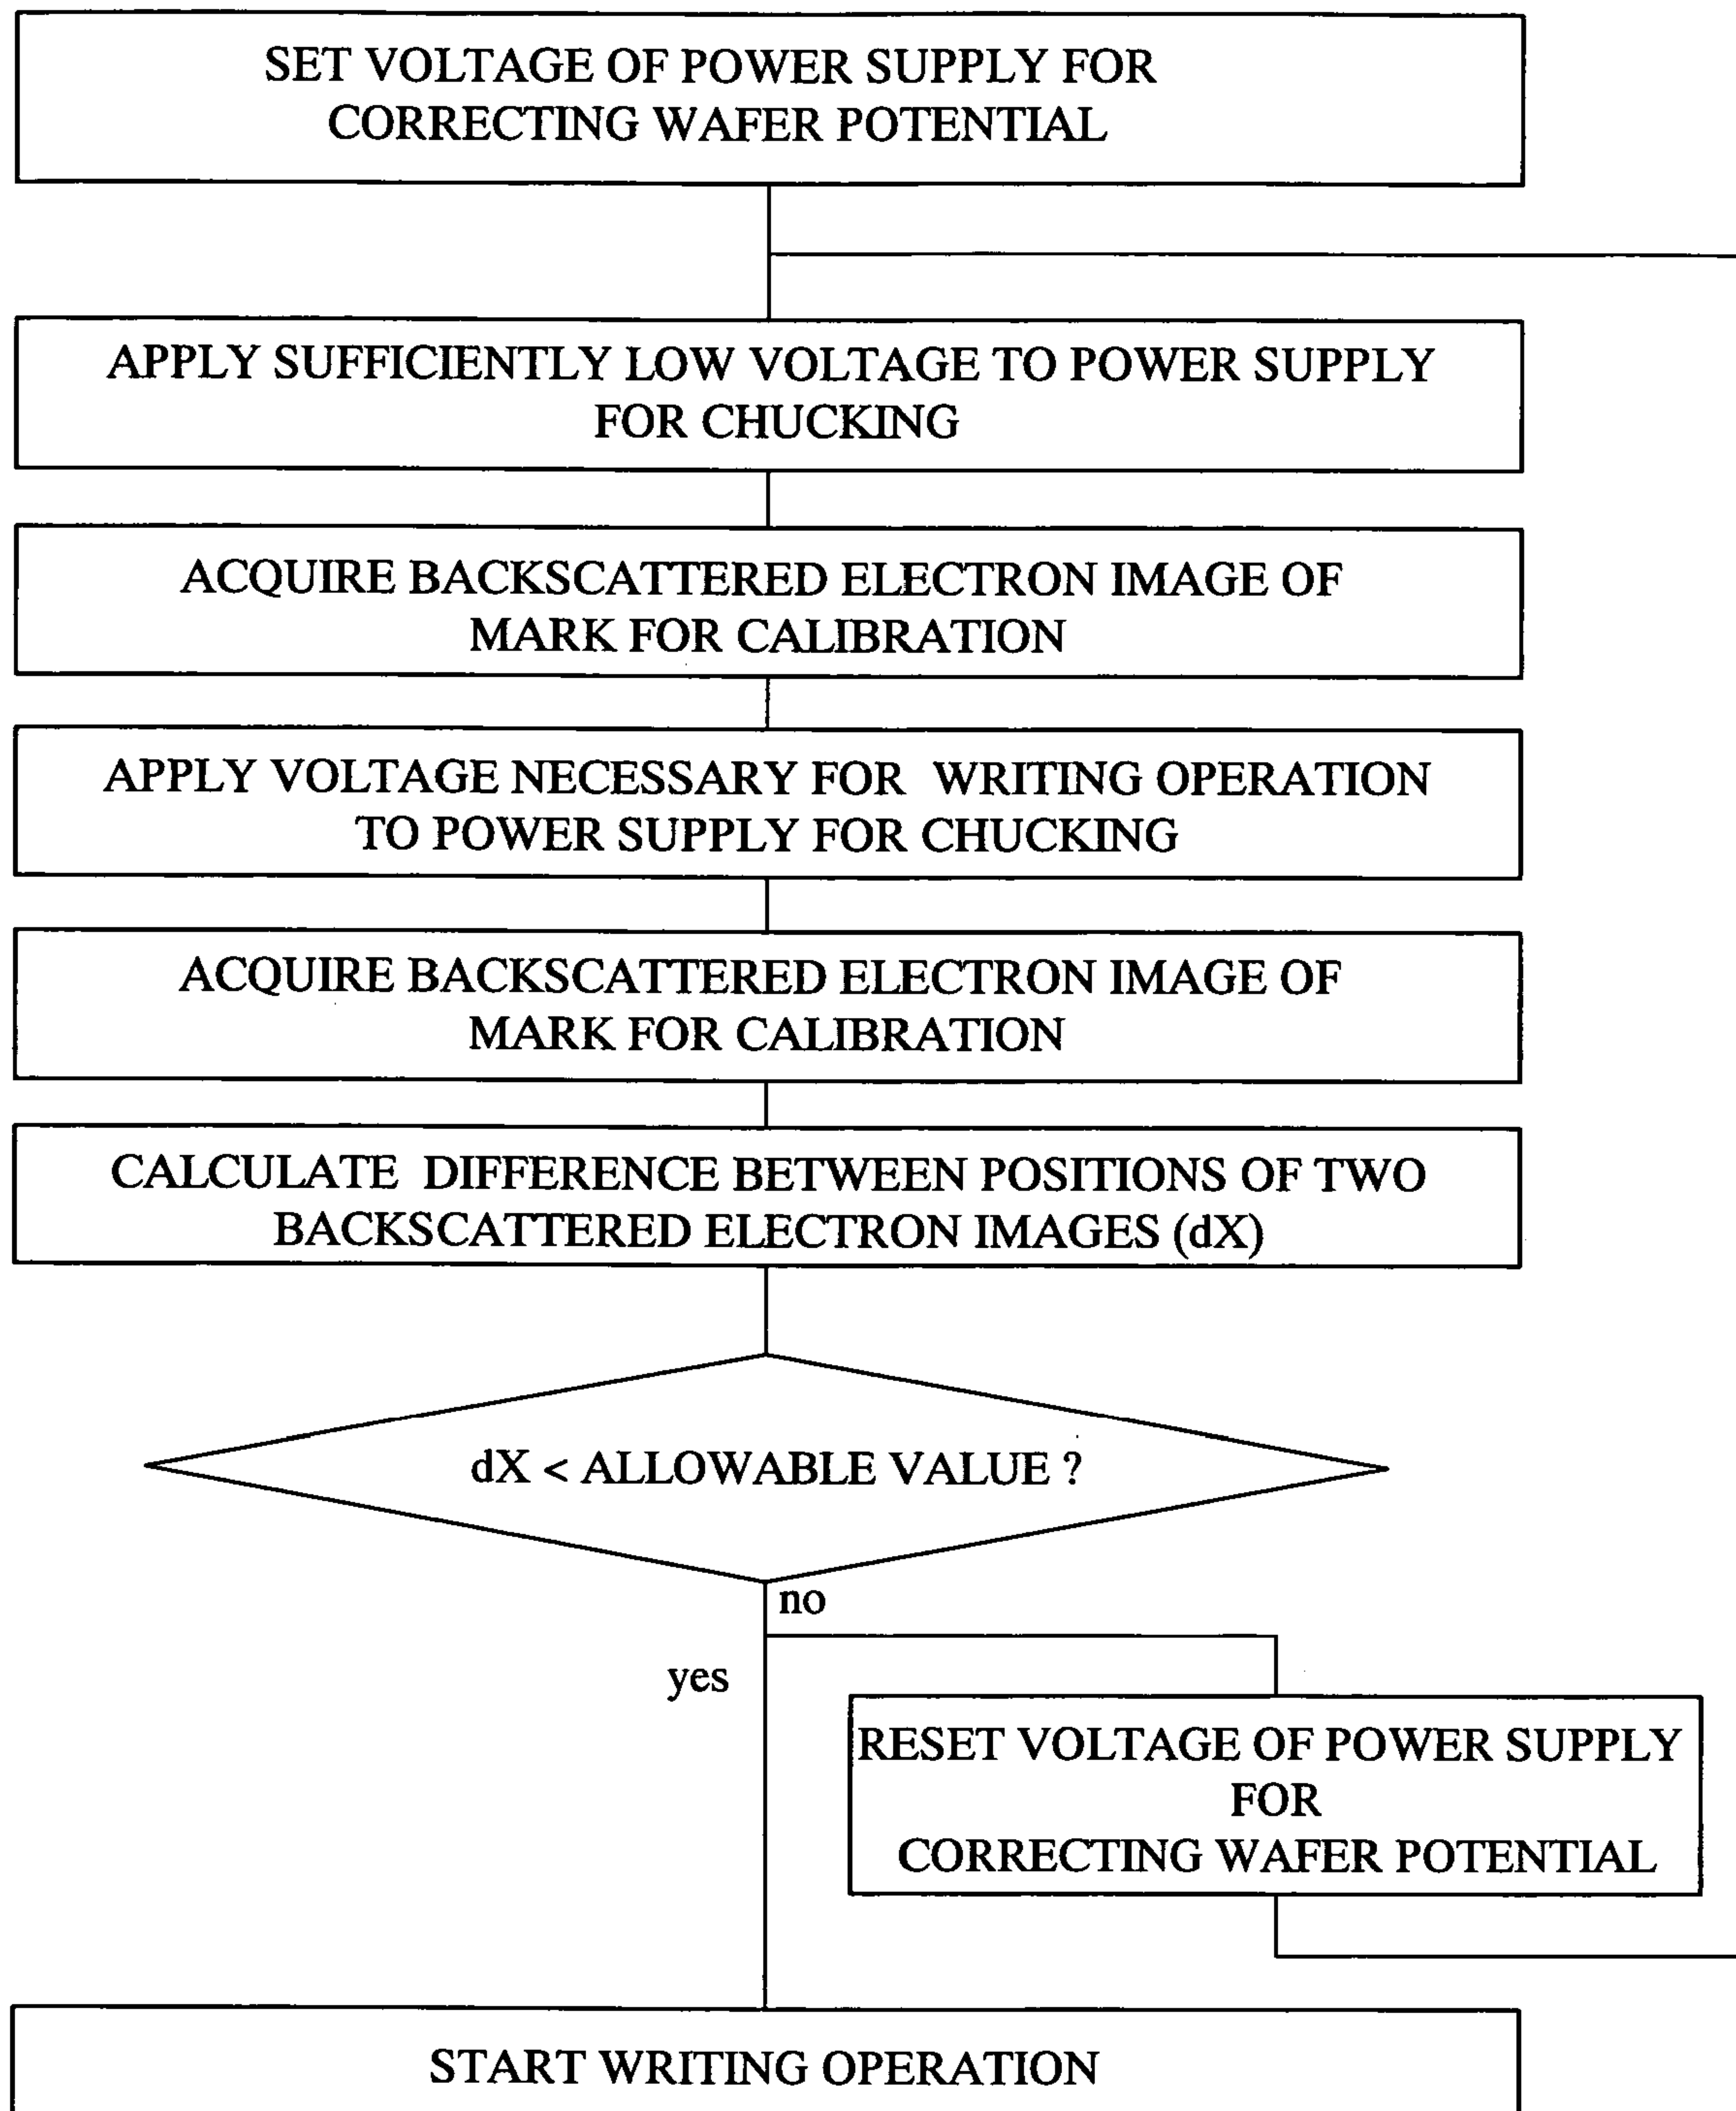 SET VOLTAGE OF POWER SUPPLY FOR
CORRECTING WAFER POTENTIAL
APPLY SUFFICIENTLY LOW VOLTAGE TO POWER SUPPLY
FOR CHUCKING
ACQUIRE BACKSCATTERED ELECTRON IMAGE OF
MARK FOR CALIBRATION
APPLY VOLTAGE NECESSARY FOR WRITING OPERATION
TO POWER SUPPLY FOR CHUCKING
ACQUIRE BACKSCATTERED ELECTRON IMAGE OF
MARK FOR CALIBRATION
CALCULATE DIFFERENCE BETWEEN POSITIONS OF TWO
BACKSCATTERED ELECTRON IMAGES (dX)
dX < ALLOWABLE VALUE ?
no
yes
RESET VOLTAGE OF POWER SUPPLY
FOR
CORRECTING WAFER POTENTIAL
START WRITING OPERATION